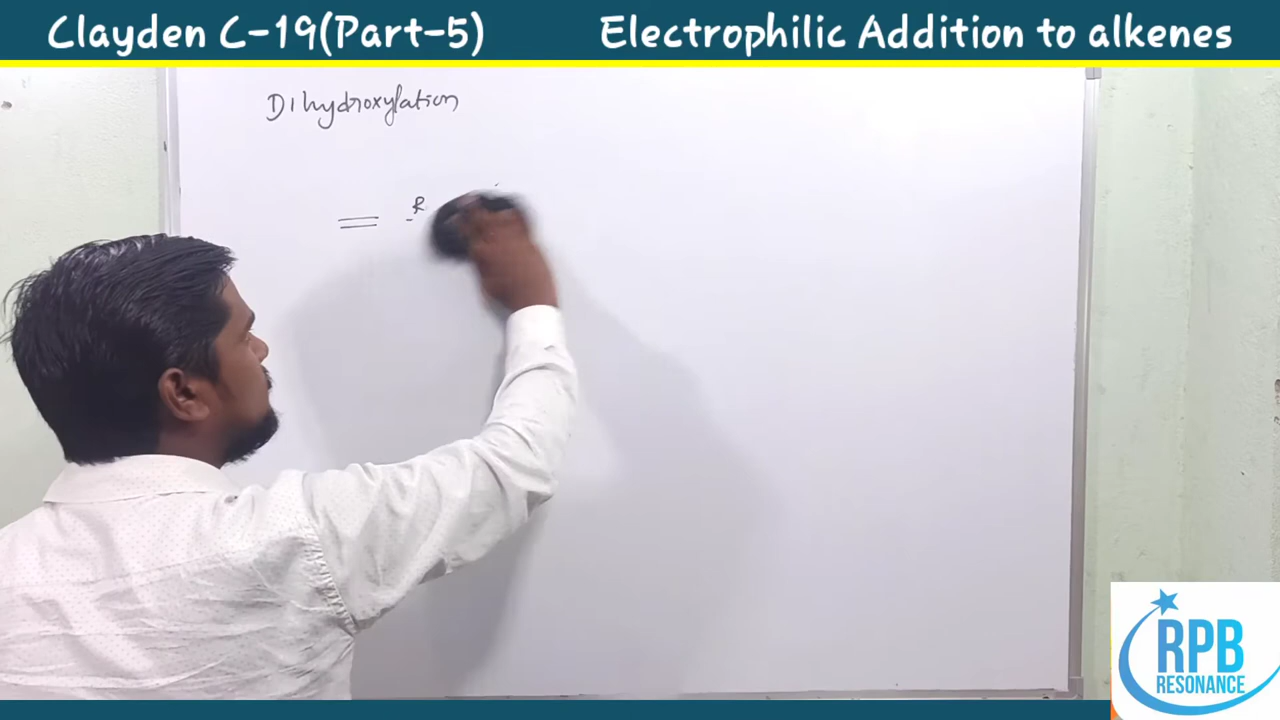 Clayden C-19(Part-5) Electrophilic Addition to alkenes
Dihydroxylation
R
RPB
RESONANCE